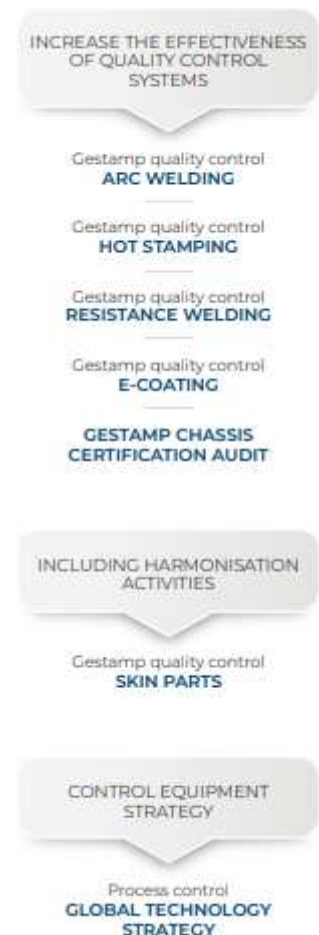 INCREASE THE EFFECTIVENESS
OF QUALITY CONTROL
SYSTEMS
Gestamp quality control
ARC WELDING
Gestamp quality control
HOT STAMPING
Gestamp quality control
RESISTANCE WELDING
Gestamp quality control
E-COATING
GESTAMP CHASSIS
CERTIFICATION AUDIT
INCLUDING HARMONISATION
ACTIVITIES
Gestamp quality control
SKIN PARTS
CONTROL EQUIPMENT
STRATEGY
Process control
GLOBAL TECHNOLOGY
STRATEGY